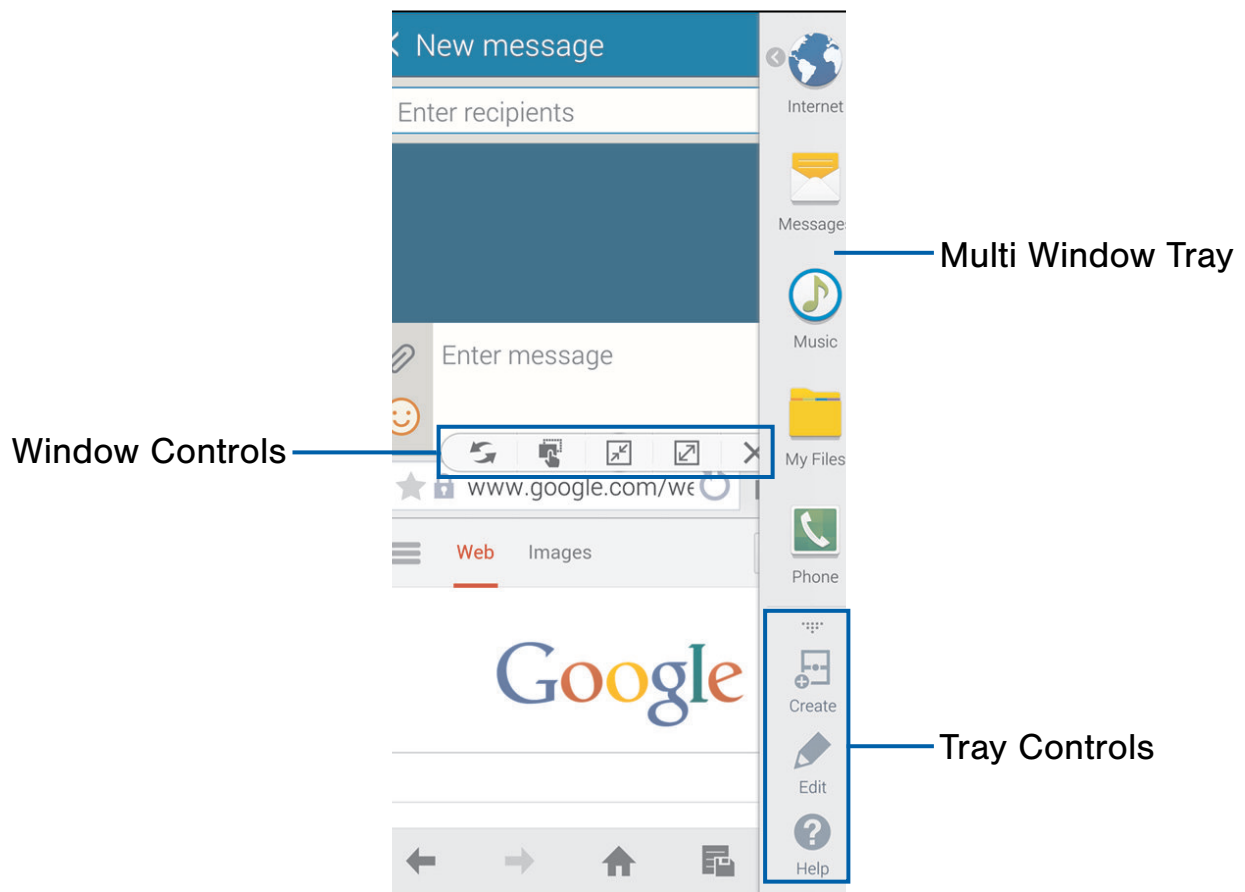 New message
Enter recipients
Enter message
www.google.com/we
Web Images
Google
Internet
Message
Music
My Files
Phone
Create
Edit
Help
Window Controls
Multi Window Tray
Tray Controls